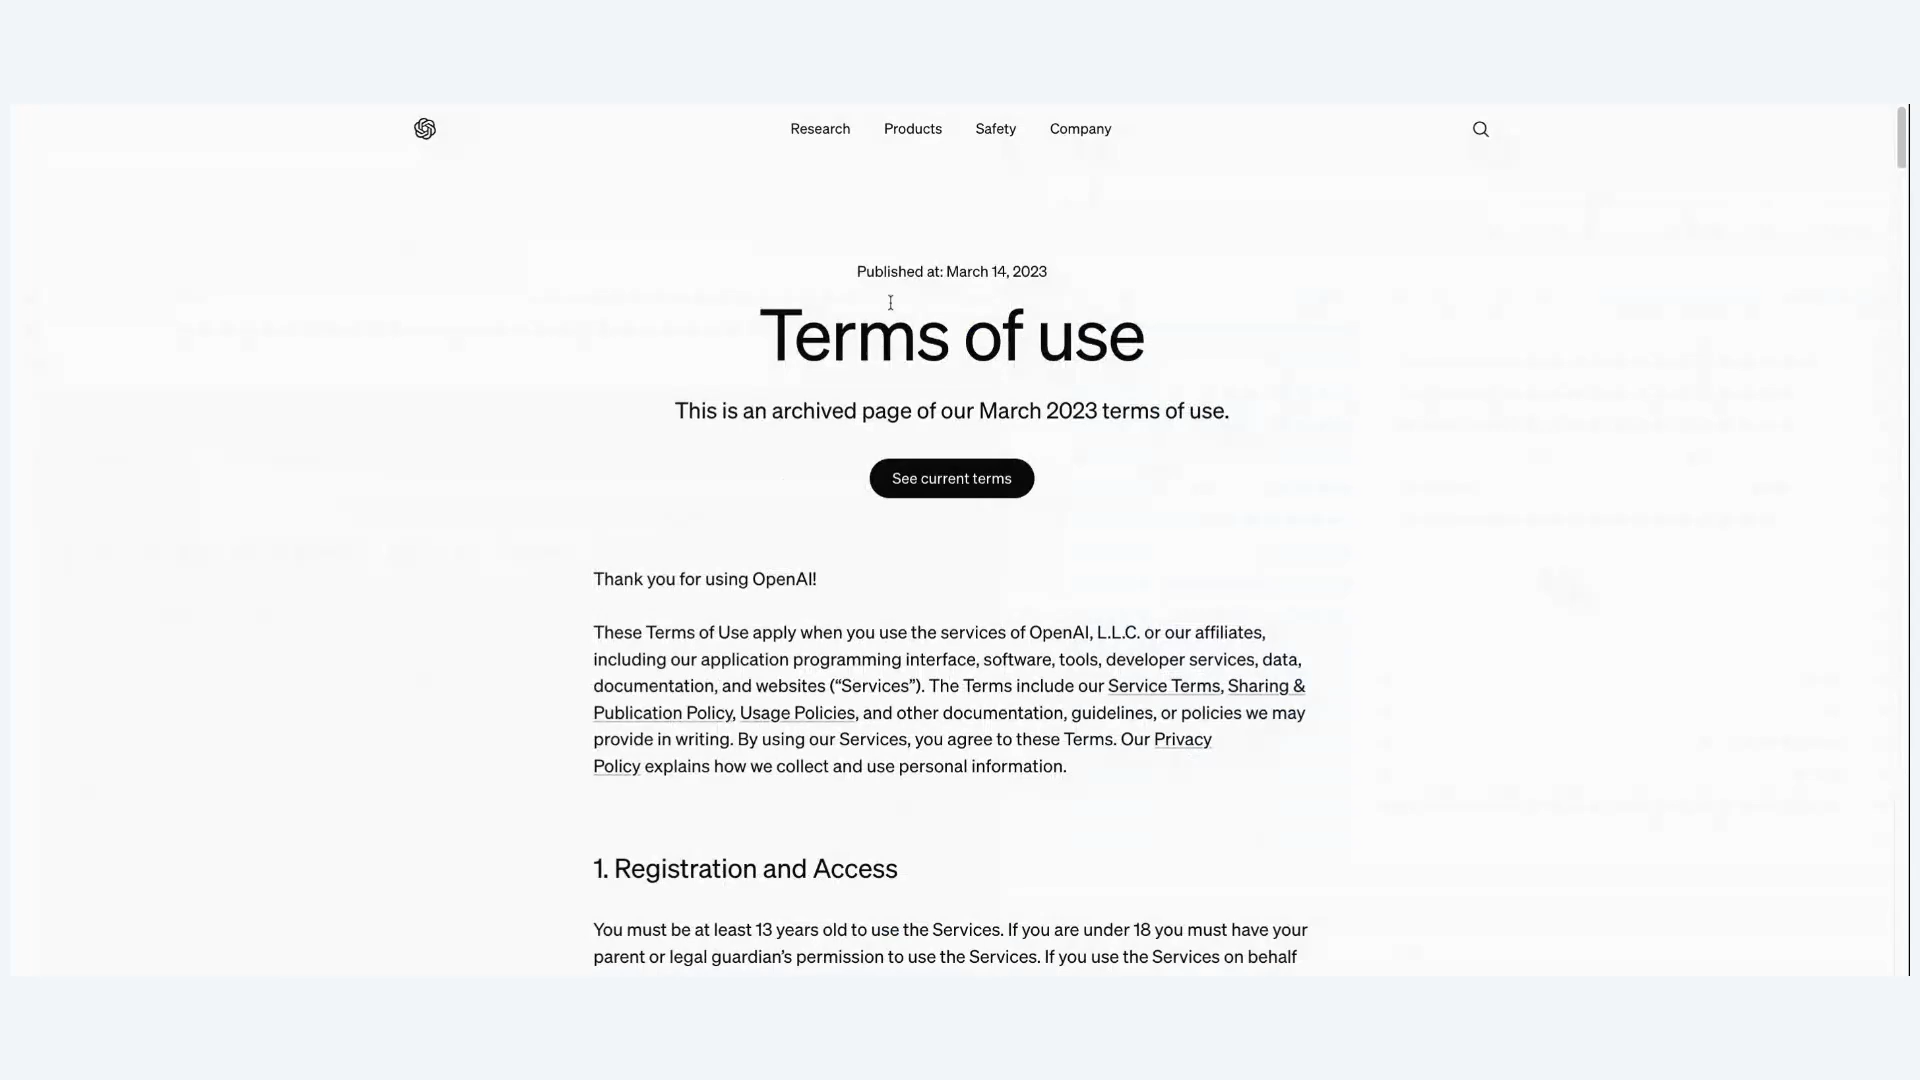 Research Products Safety Company
Published at: March 14, 2023
Terms of use
This is an archived page of our March 2023 terms of use.
See current terms
Thank you for using OpenAI!
These Terms of Use apply when you use the services of OpenAI, L.L.C. or our affiliates,
including our application programming interface, software, tools, developer services, data,
documentation, and websites (“Services”). The Terms include our Service Terms, Sharing &
Publication Policy, Usage Policies, and other documentation, guidelines, or policies we may
provide in writing. By using our Services, you agree to these Terms. Our Privacy
Policy explains how we collect and use personal information.
1. Registration and Access
You must be at least 13 years old to use the Services. If you are under 18 you must have your
parent or legal guardian’s permission to use the Services. If you use the Services on behalf